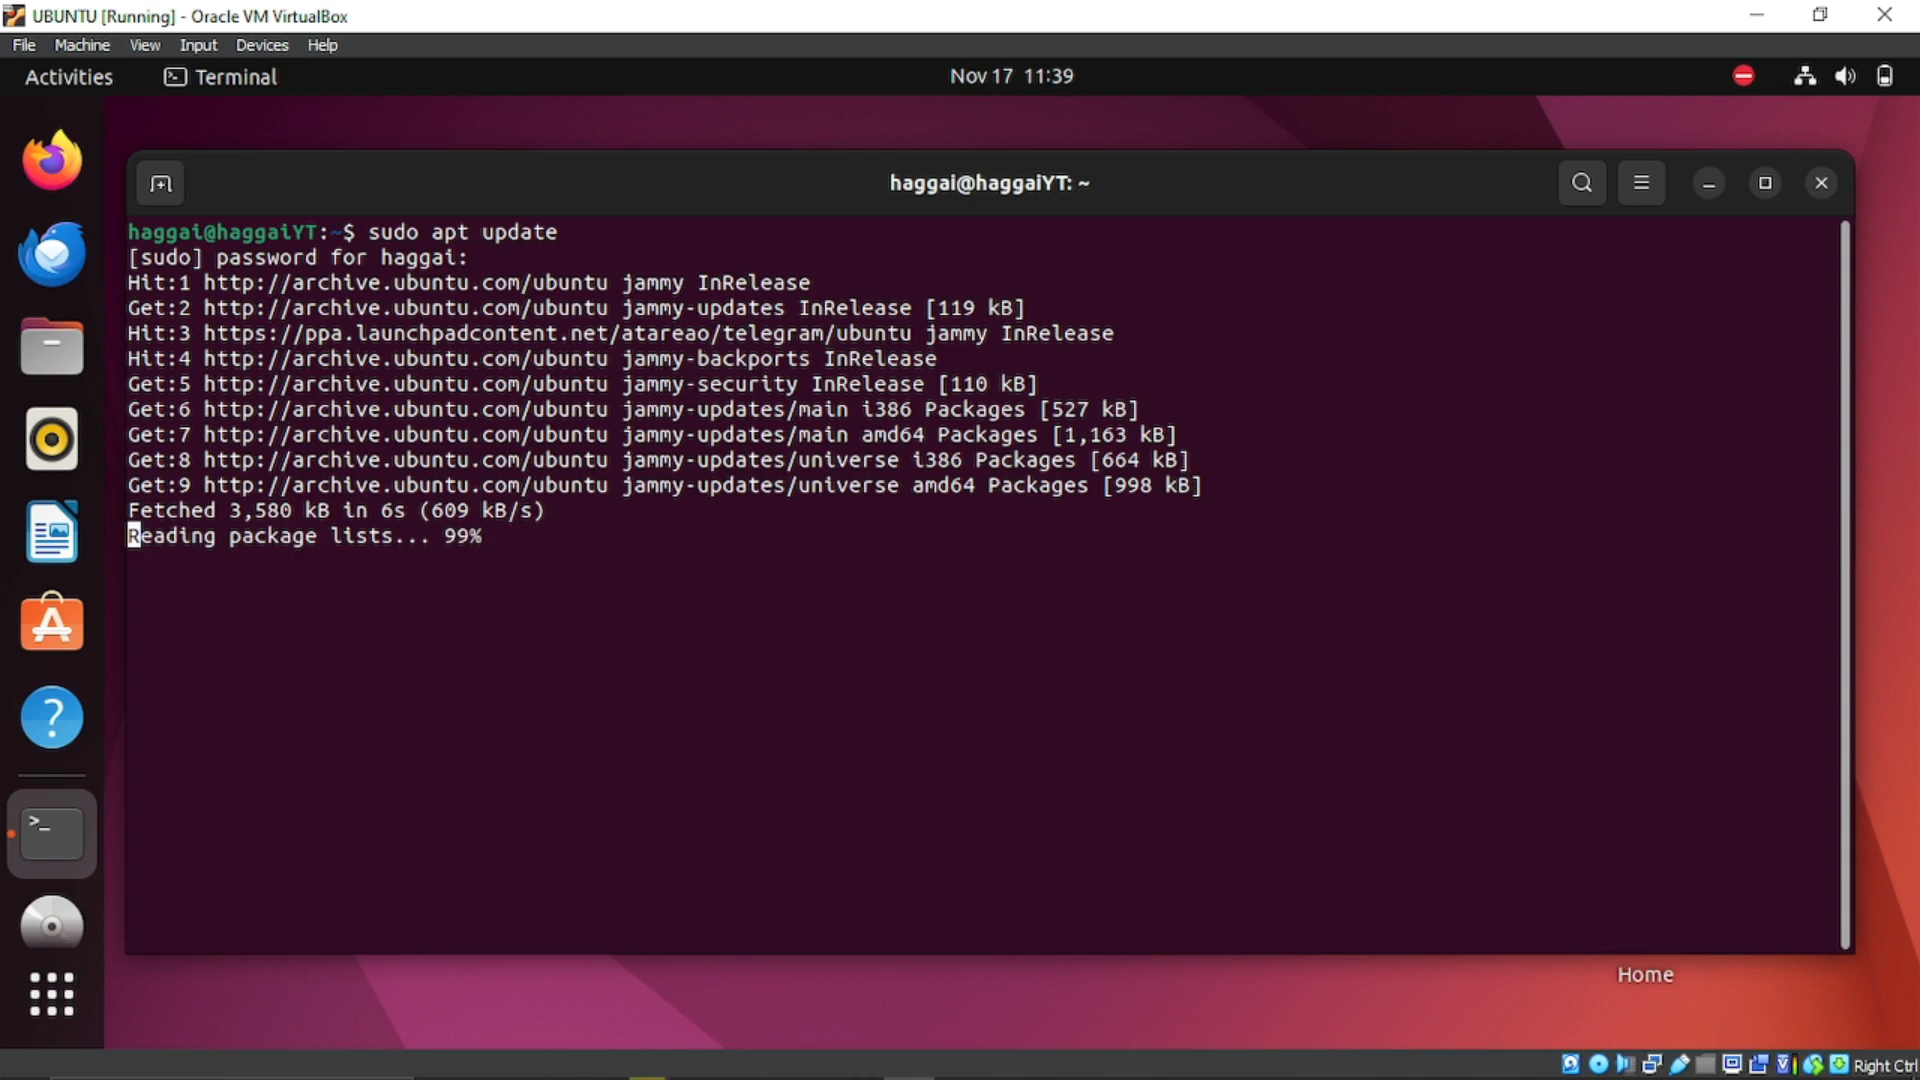 UBUNTU [Running] - Oracle VM VirtualBox
File Machine View Input Devices Help
Activities Terminal Nov 17 11:39
haggai@haggaiYT: ~
haggai@haggaiYT:~$ sudo apt update
[sudo] password for haggai:
Hit:1 http://archive.ubuntu.com/ubuntu jammy InRelease
Get:2 http://archive.ubuntu.com/ubuntu jammy-updates InRelease [119 kB]
Hit:3 https://ppa.launchpadcontent.net/atareao/telegram/ubuntu jammy InRelease
Hit:4 http://archive.ubuntu.com/ubuntu jammy-backports InRelease
Get:5 http://archive.ubuntu.com/ubuntu jammy-security InRelease [110 kB]
Get:6 http://archive.ubuntu.com/ubuntu jammy-updates/main i386 Packages [527 kB]
Get:7 http://archive.ubuntu.com/ubuntu jammy-updates/main amd64 Packages [1,163 kB]
Get:8 http://archive.ubuntu.com/ubuntu jammy-updates/universe i386 Packages [664 kB]
Get:9 http://archive.ubuntu.com/ubuntu jammy-updates/universe amd64 Packages [998 kB]
Fetched 3,580 kB in 6s (609 kB/s)
Reading package lists... 99%
Home
Right Ctrl